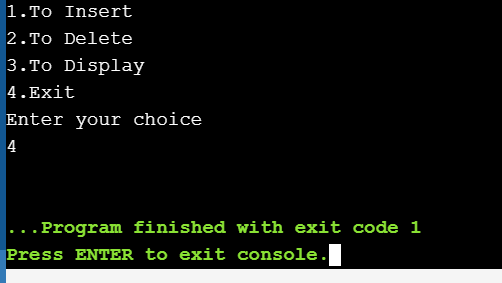 1.To Insert
2.To Delete
3.To Display
4.Exit
Enter your choice
4
...Program finished with exit code 1
Press ENTER to exit console.